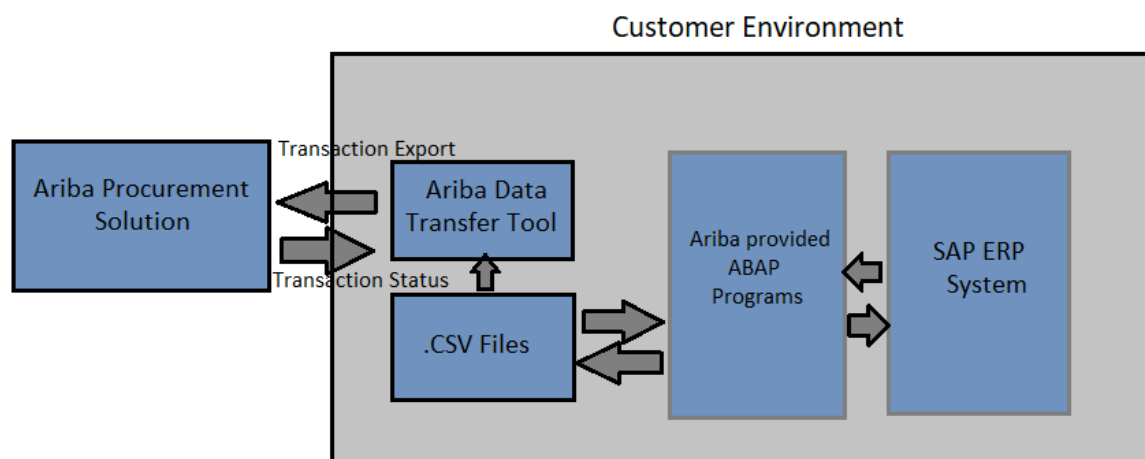 Customer Environment
Transaction Export
Ariba Procurement
Solution
Ariba Data
Transfer Tool
Transaction Status
.CSV Files
Ariba provided
ABAP
Programs
SAP ERP
System